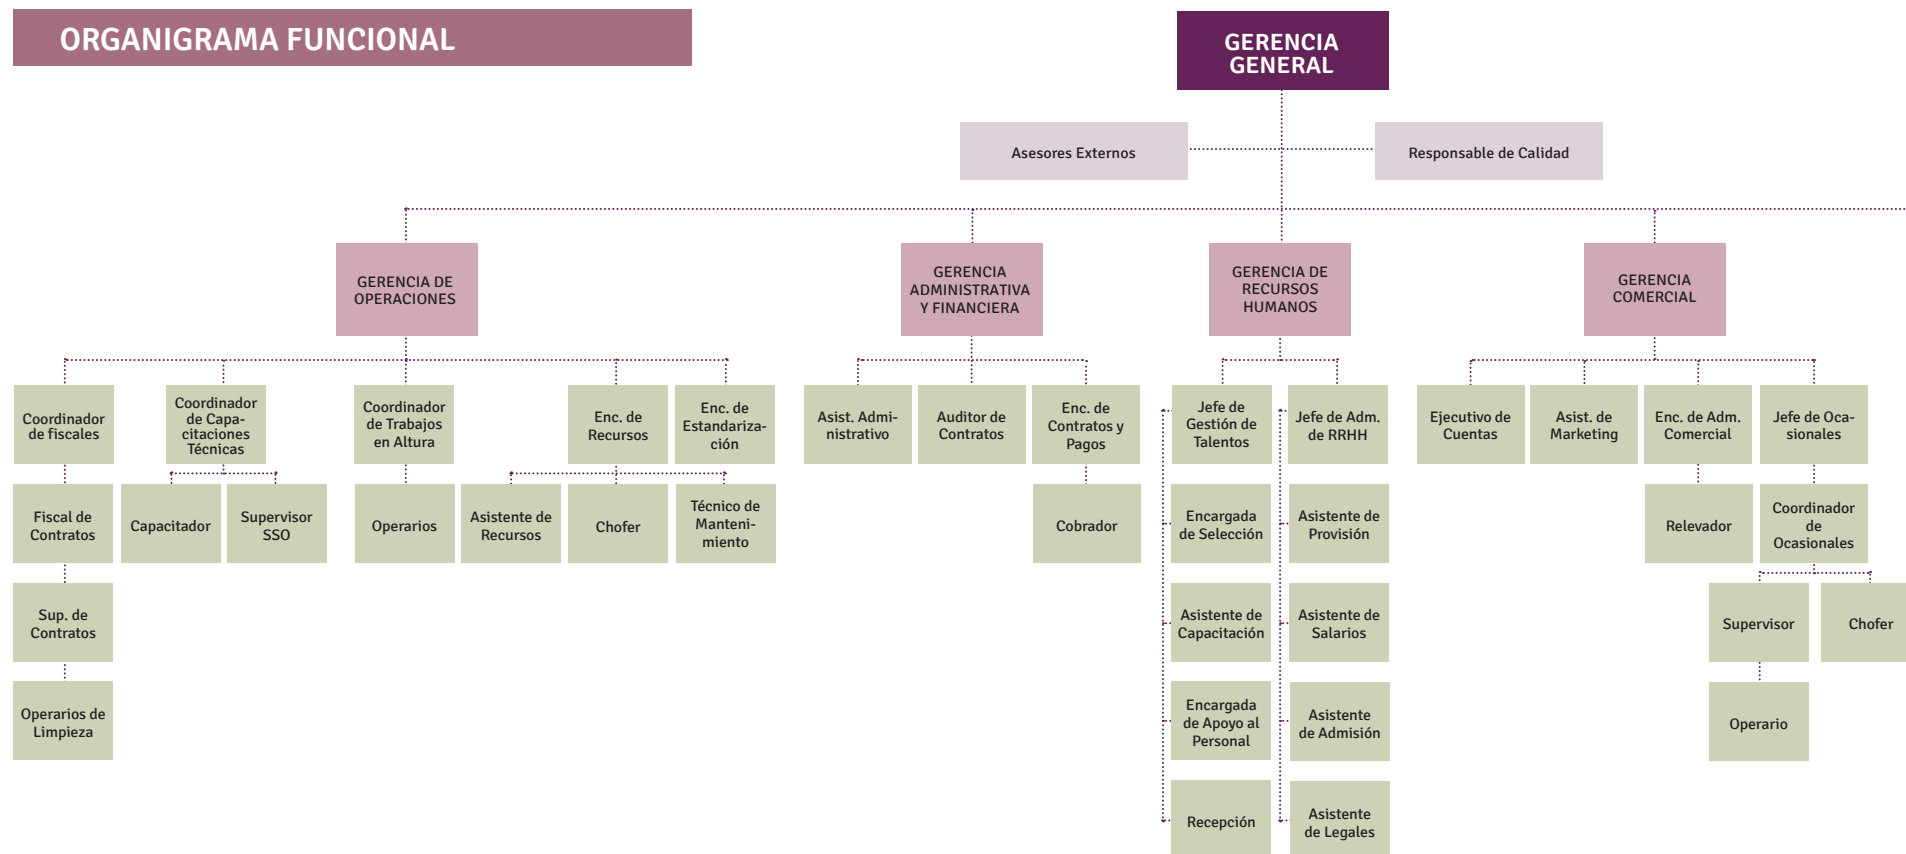 ORGANIGRAMA FUNCIONAL
GERENCIA
GENERAL
Asesores Externos
Responsable de Calidad
GERENCIA DE
OPERACIONES
GERENCIA
ADMINISTRATIVA
Y FINANCIERA
GERENCIA DE
RECURSOS
HUMANOS
GERENCIA
COMERCIAL
Coordinador
de fiscales
Coordinador
de Capa-
citaciones
Técnicas
Coordinador
de Trabajos
en Altura
Enc. de
Recursos
Enc. de
Estandariza-
ción
Asist. Admi-
nistrativo
Auditor de
Contratos
Enc. de
Contratos y
Pagos
Jefe de
Gestión de
Talentos
Jefe de Adm.
de RRHH
Ejecutivo de
Cuentas
Asist. de
Marketing
Enc. de Adm.
Comercial
Jefe de Oca-
sionales
Fiscal de
Contratos
Capacitador
Supervisor
SSO
Operarios
Asistente de
Recursos
Chofer
Técnico de
Manteni-
miento
Cobrador
Encargada
de Selección
Asistente de
Provisión
Relevador
Coordinador
de
Ocasionales
Sup. de
Contratos
Asistente de
Capacitación
Asistente de
Salarios
Supervisor
Chofer
Operarios de
Limpieza
Encargada
de Apoyo al
Personal
Asistente
de Admisión
Operario
Recepción
Asistente
de Legales